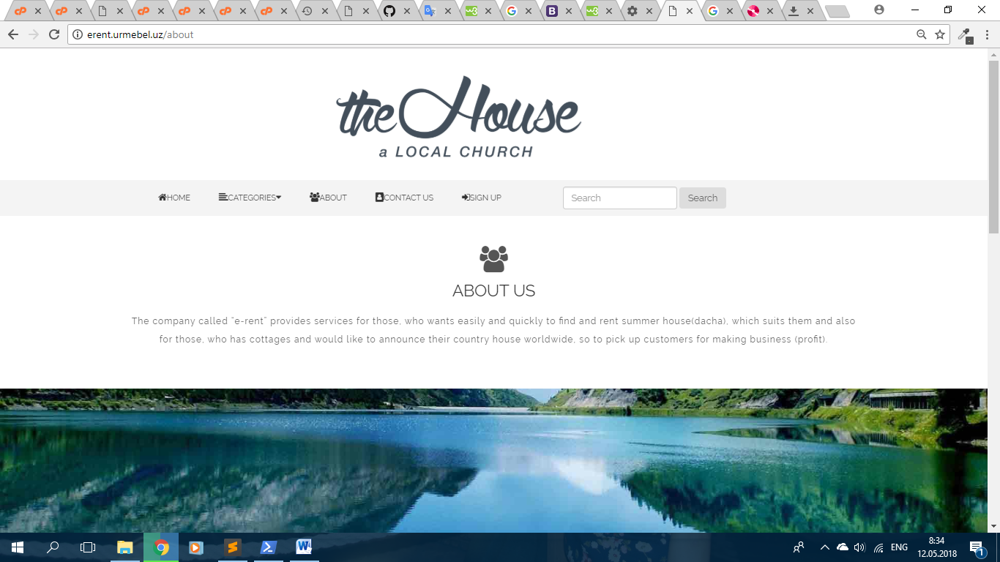 erent.urmebel.uz/about
the House
a LOCAL CHURCH
HOME CATEGORIES ABOUT CONTACT US SIGN UP Search Search
ABOUT US
The company called "e-rent" provides services for those, who wants easily and quickly to find and rent summer house(dacha), which suits them and also
for those, who has cottages and would like to announce their country house worldwide, so to pick up customers for making business (profit).
ENG
8:34
12.05.2018
1